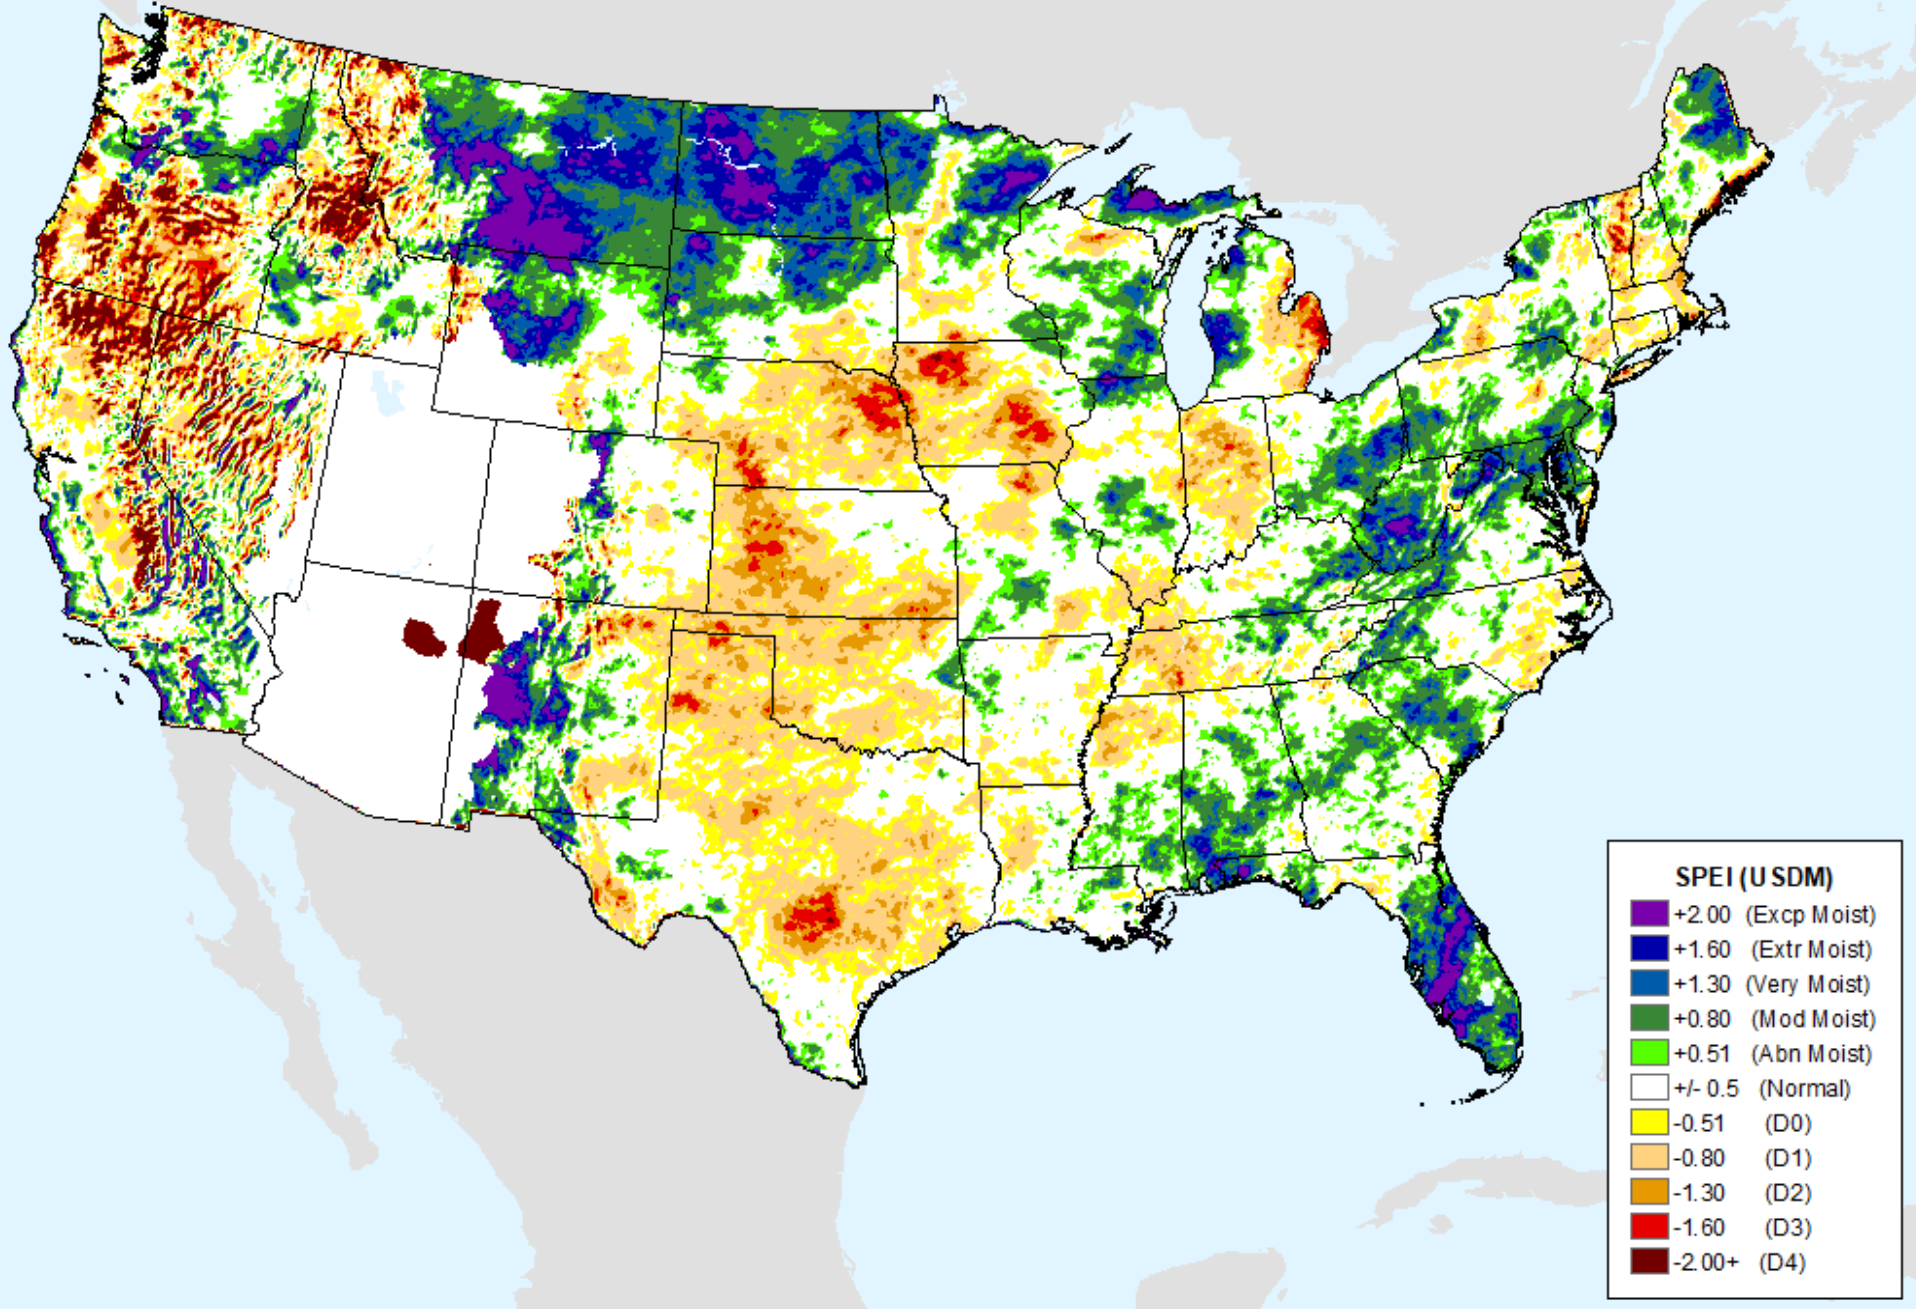 SPEI (USDM)
+2.00 (Excp Moist)
+1.60 (Extr Moist)
+1.30 (Very Moist)
+0.80 (Mod Moist)
+0.51 (Abn Moist)
+/- 0.5 (Normal)
-0.51 (D0)
-0.80 (D1)
-1.30 (D2)
-1.60 (D3)
-2.00+ (D4)